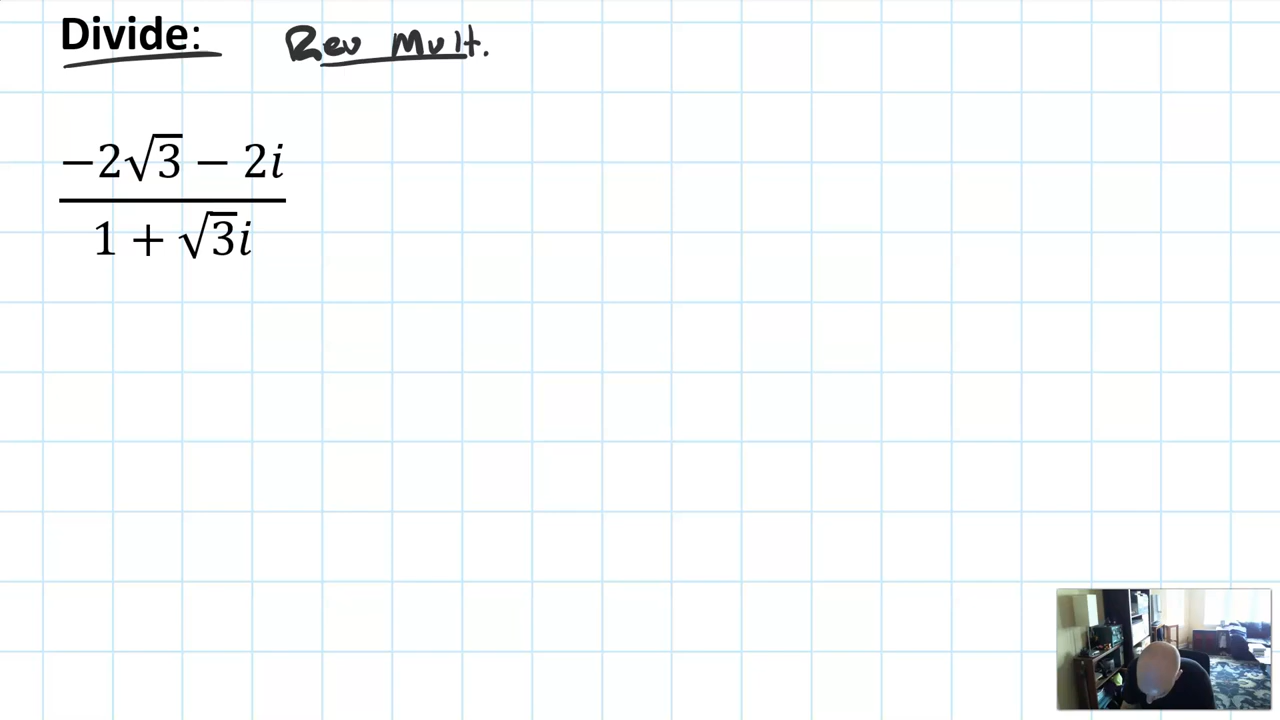 Divide: Rev Mult.
−2√3 − 2i
1 + √3i